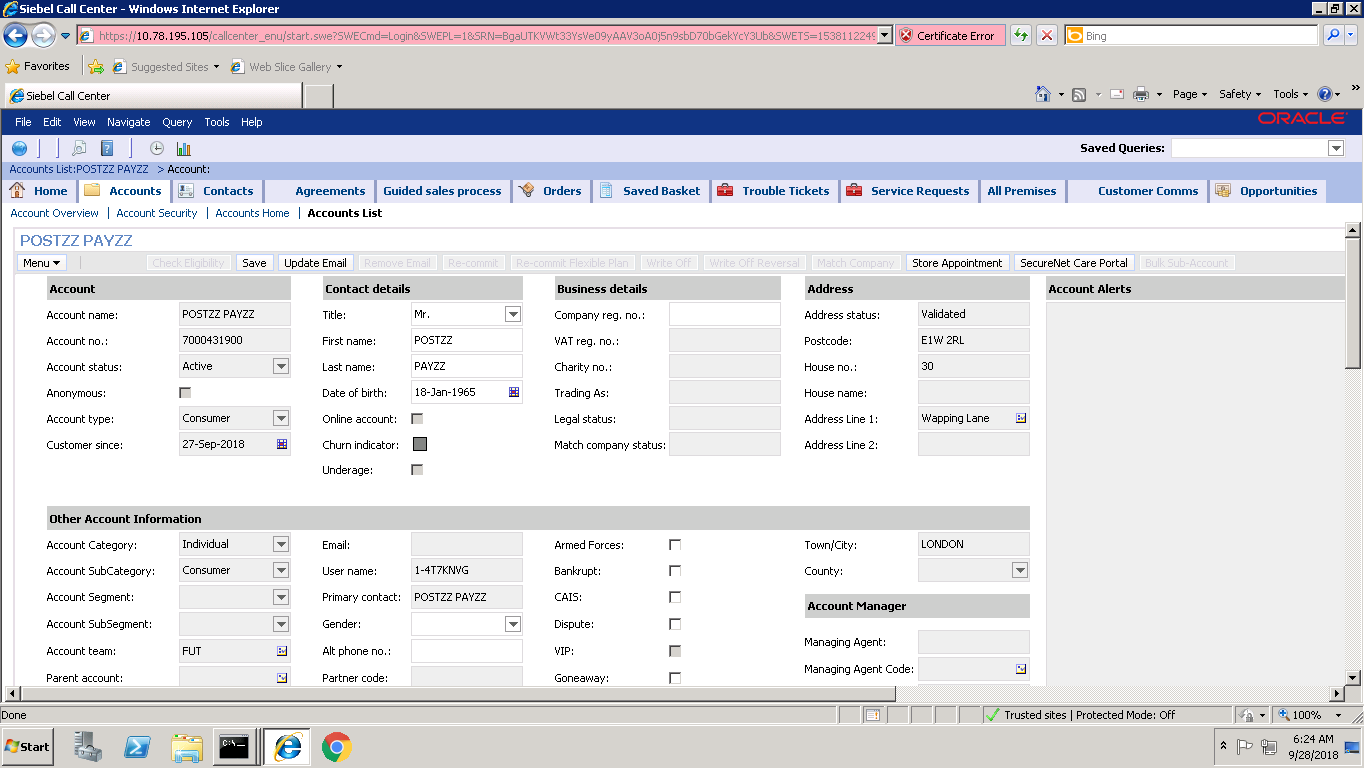 Siebel Call Center - Windows Internet Explorer
https://10.78.195.105/callcenter_enu/start.swe?SWECmd=Login&SWEPL=1&SRN=BgaUTKVWt33YsVe09yAAV3oA0j5n9sbD70bGekYcY3Ub&SWETS=1538112249 Certificate Error Bing
Favorites Suggested Sites Web Slice Gallery
Siebel Call Center Page Safety Tools
File Edit View Navigate Query Tools Help ORACLE
Saved Queries:
Accounts List:POSTZZ PAYZZ > Account:
Home Accounts Contacts Agreements Guided sales process Orders Saved Basket Trouble Tickets Service Requests All Premises Customer Comms Opportunities
Account Overview | Account Security | Accounts Home | Accounts List
POSTZZ PAYZZ
Menu Check Eligibility Save Update Email Remove Email Re-commit Re-commit Flexible Plan Write Off Write Off Reversal Match Company Store Appointment SecureNet Care Portal Bulk Sub-Account
Account Contact details Business details Address Account Alerts
Account name: POSTZZ PAYZZ Title: Mr. Company reg. no.: Address status: Validated
Account no.: 7000431900 First name: POSTZZ VAT reg. no.: Postcode: E1W 2RL
Account status: Active Last name: PAYZZ Charity no.: House no.: 30
Anonymous: Date of birth: 18-Jan-1965 Trading As: House name:
Account type: Consumer Online account: Legal status: Address Line 1: Wapping Lane
Customer since: 27-Sep-2018 Churn indicator: Match company status: Address Line 2:
Underage:
Other Account Information
Account Category: Individual Email: Armed Forces: Town/City: LONDON
Account SubCategory: Consumer User name: 1-4T7KNVG Bankrupt: County:
Account Segment: Primary contact: POSTZZ PAYZZ CAIS: Account Manager
Account SubSegment: Gender: Dispute:
Account team: FUT Alt phone no.: VIP: Managing Agent:
Parent account: Partner code: Goneaway: Managing Agent Code:
Done Trusted sites | Protected Mode: Off 100%
Start C:\ 6:24 AM
9/28/2018